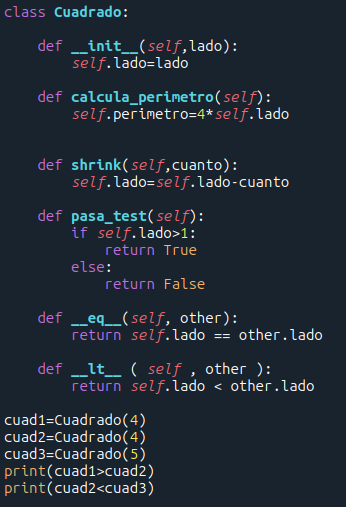 class Cuadrado:
    def __init__(self,lado):
        self.lado=lado
    def calcula_perimetro(self):
        self.perimetro=4*self.lado
    def shrink(self,cuanto):
        self.lado=self.lado-cuanto
    def pasa_test(self):
        if self.lado>1:
            return True
        else:
            return False
    def __eq__(self, other):
        return self.lado == other.lado
    def __lt__ ( self , other ):
        return self.lado < other.lado
cuad1=Cuadrado(4)
cuad2=Cuadrado(4)
cuad3=Cuadrado(5)
print(cuad1>cuad2)
print(cuad2<cuad3)